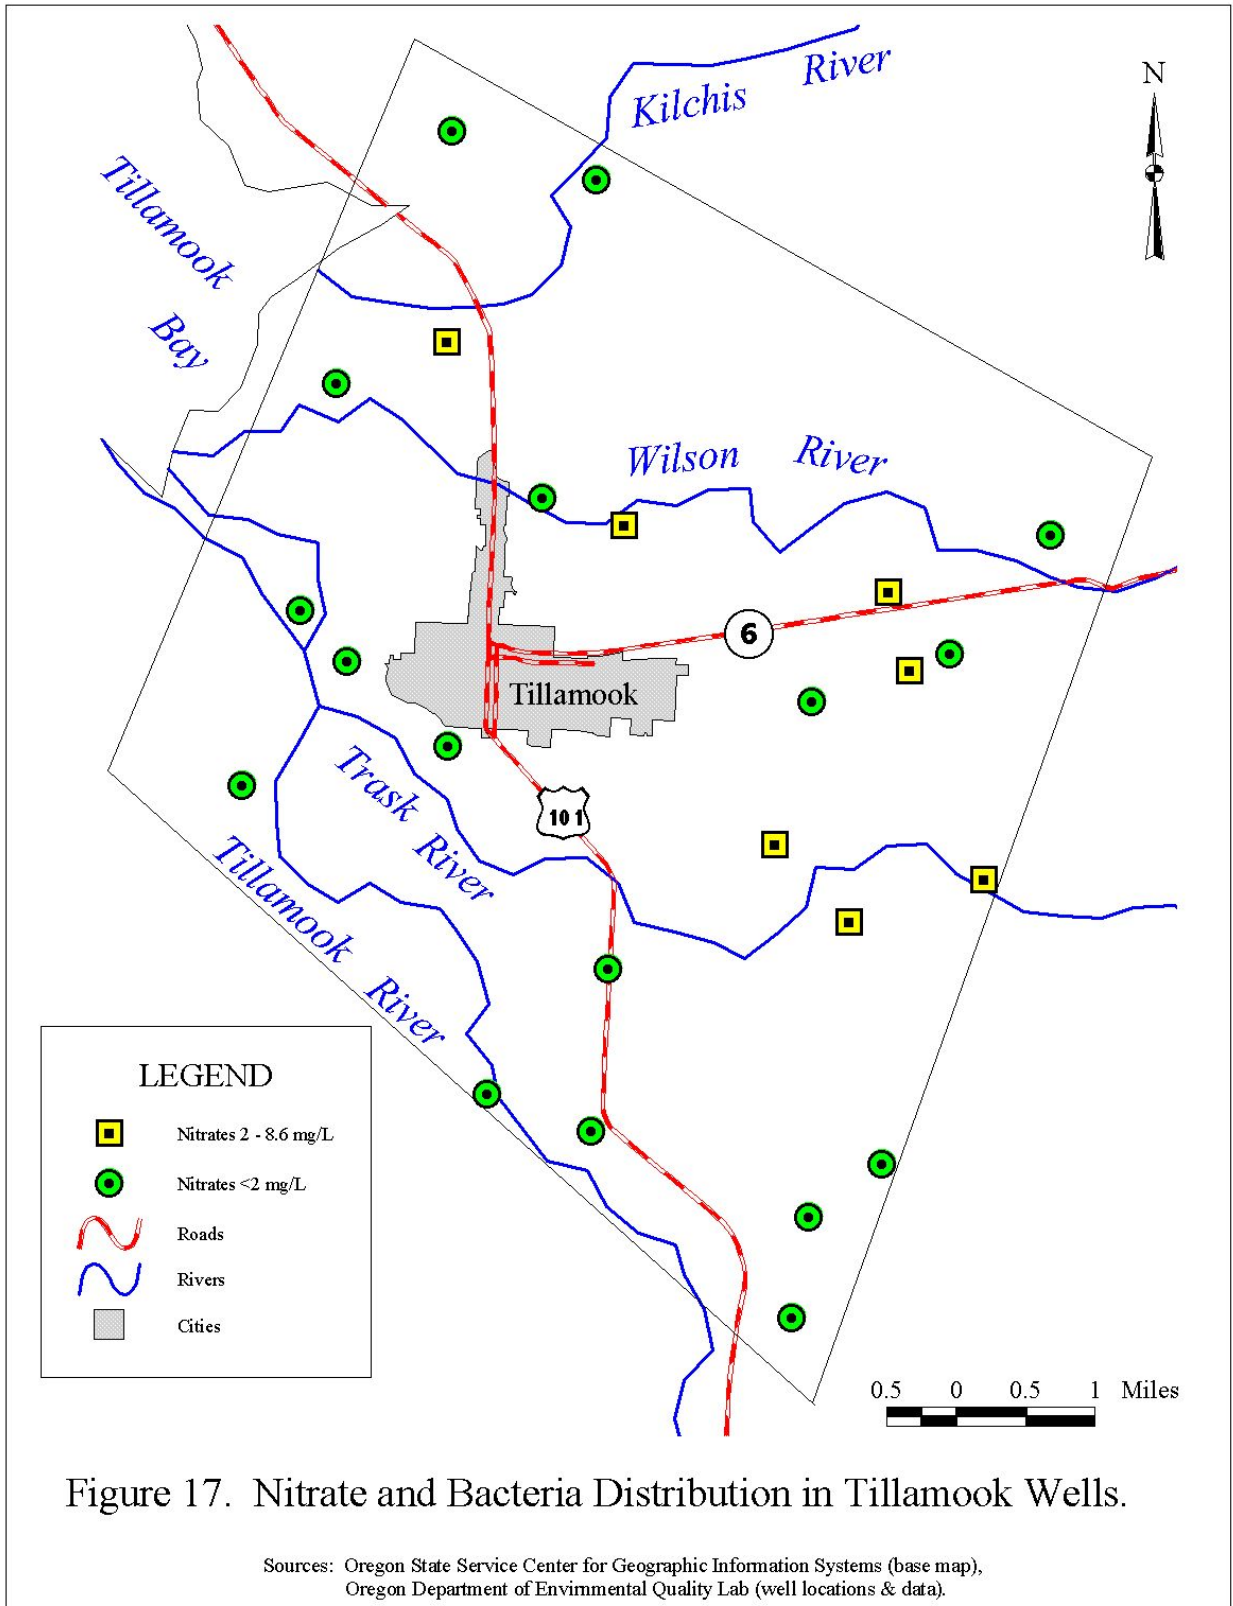 Kilchis River
N
Tillamook
Bay
Wilson River
6
Tillamook
Trask
River
101
Tillamook
River
LEGEND
Nitrates 2 - 8.6 mg/L
Nitrates <2 mg/L
Roads
Rivers
Cities
0.5 0 0.5 1 Miles
Figure 17. Nitrate and Bacteria Distribution in Tillamook Wells.
Sources: Oregon State Service Center for Geographic Information Systems (base map),
Oregon Department of Envirnmental Quality Lab (well locations & data).